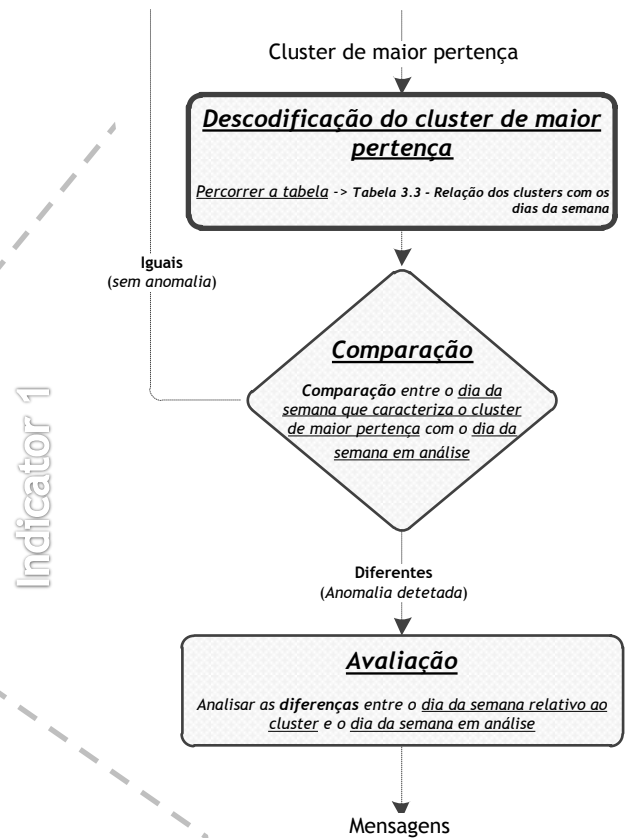 Cluster de maior pertença
Descodificação do cluster de maior
pertença
Percorrer a tabela -> Tabela 3.3 - Relação dos clusters com os
dias da semana
Iguais
(sem anomalia)
Comparação
Comparação entre o dia da
semana que caracteriza o cluster
de maior pertença com o dia da
semana em análise
Indicator 1
Diferentes
(Anomalia detetada)
Avaliação
Analisar as diferenças entre o dia da semana relativo ao
cluster e o dia da semana em análise
Mensagens